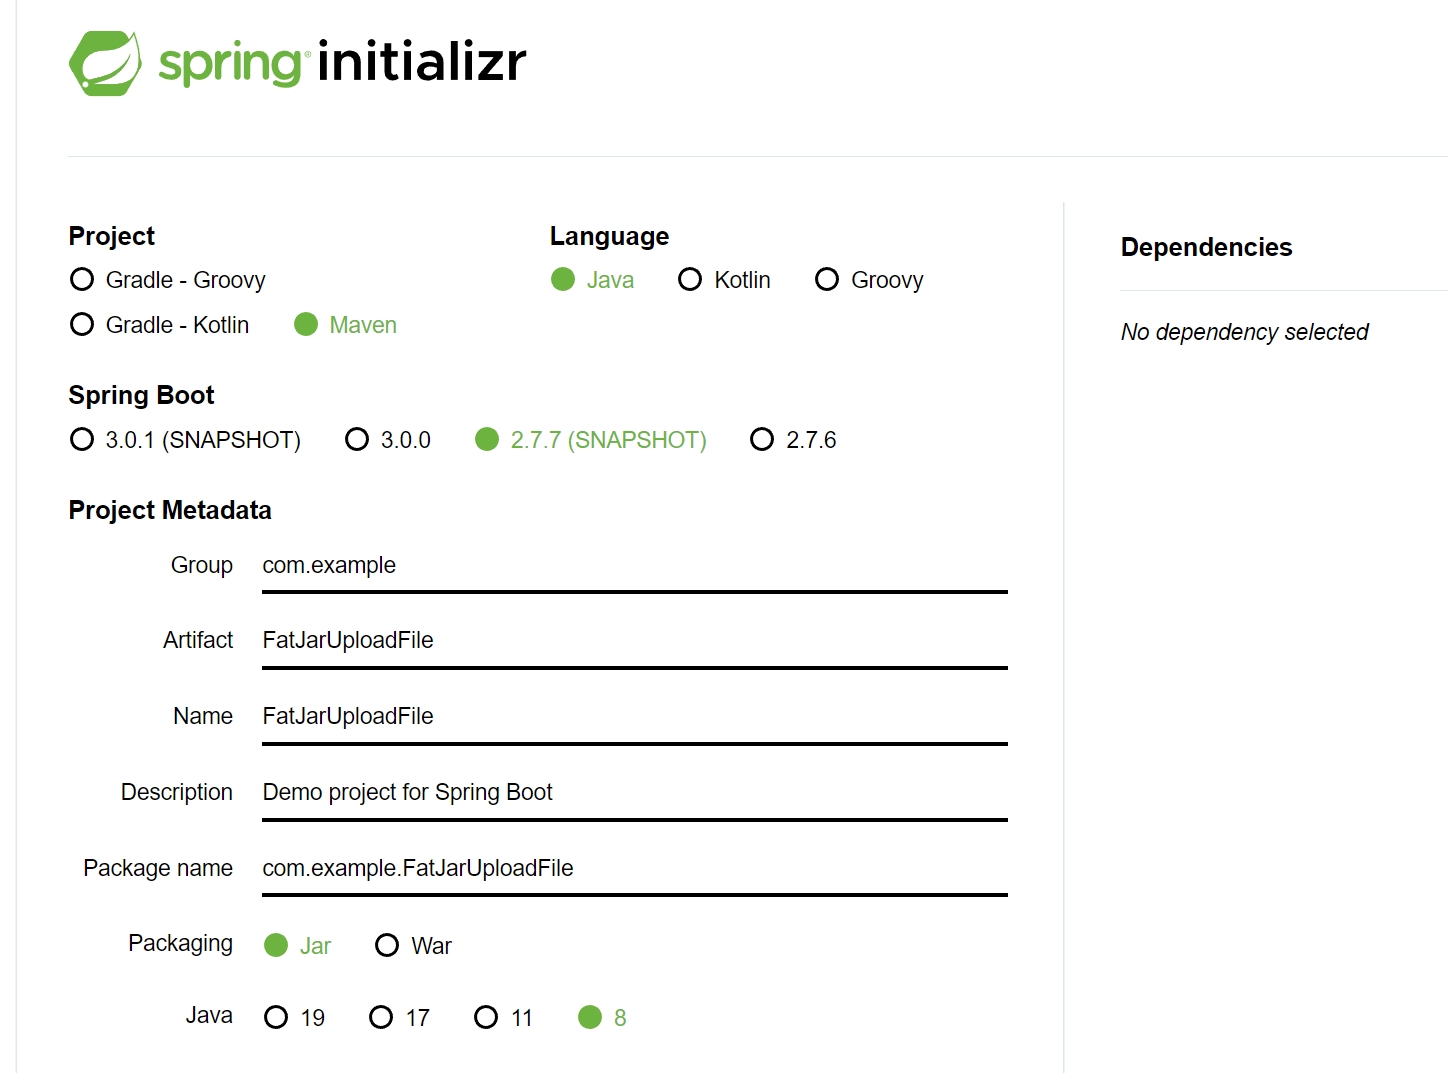 spring initializr
Project
Gradle - Groovy
Gradle - Kotlin Maven
Language
Java Kotlin Groovy
Spring Boot
3.0.1 (SNAPSHOT) 3.0.0 2.7.7 (SNAPSHOT) 2.7.6
Project Metadata
Group com.example
Artifact FatJarUploadFile
Name FatJarUploadFile
Description Demo project for Spring Boot
Package name com.example.FatJarUploadFile
Packaging Jar War
Java 19 17 11 8
Dependencies
No dependency selected